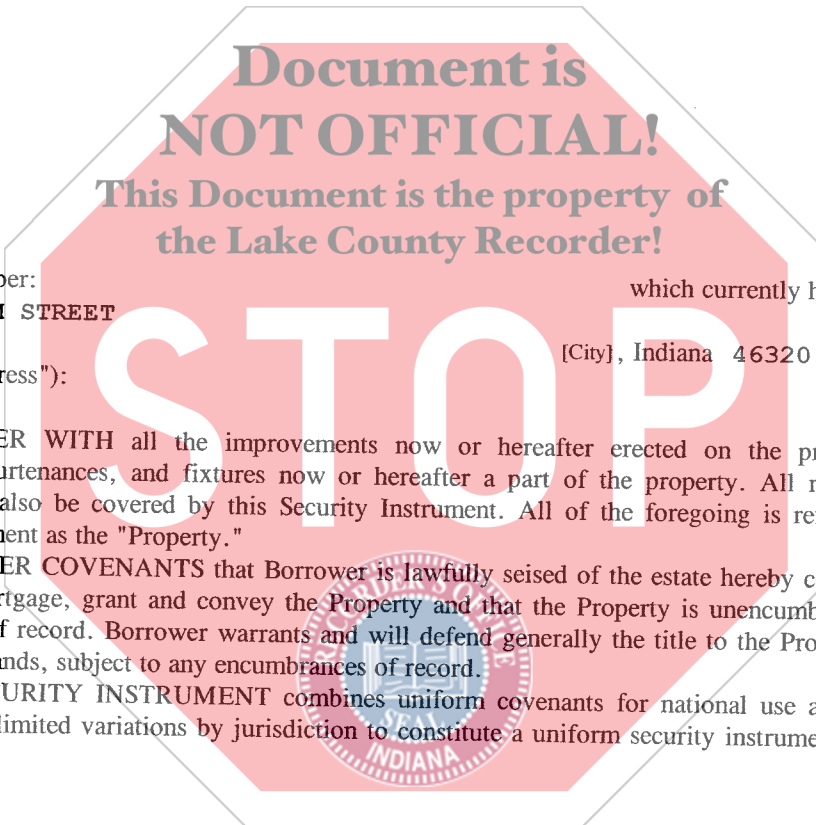 Document is
NOT OFFICIAL!
This Document is the property of
the Lake County Recorder!
ber:
which currently h
STREET
STOP
[City], Indiana 46320
ress"):
ER WITH all the improvements now or hereafter erected on the pr
urtenances, and fixtures now or hereafter a part of the property. All r
also be covered by this Security Instrument. All of the foregoing is re
ent as the "Property."
ER COVENANTS that Borrower is lawfully seised of the estate hereby c
rtgage, grant and convey the Property and that the Property is unencumb
f record. Borrower warrants and will defend generally the title to the Pro
ands, subject to any encumbrances of record.
URITY INSTRUMENT combines uniform covenants for national use a
limited variations by jurisdiction to constitute a uniform security instrume
RECORDER'S OFFICE
SEAL
INDIANA